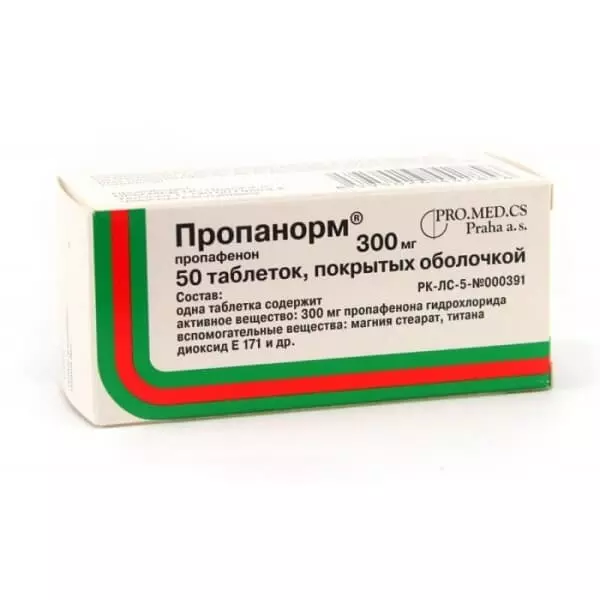 Пропанорм®
300 мг
PRO.MED.CS
Praha a. s.
пропафенон
50 таблеток, покрытых оболочкой
РК-ЛС-5-№000391
Состав:
одна таблетка содержит
активное вещество: 300 мг пропафенона гидрохлорида
вспомогательные вещества: магния стеарат, титана
диоксид Е 171 и др.